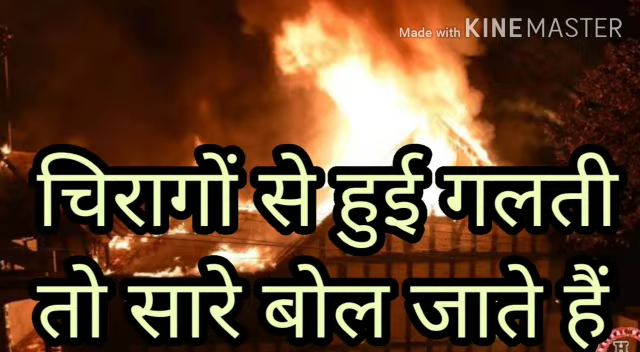 Made with KINEMASTER
चिरागों से हुई गलती
तो सारे बोल जाते हैं